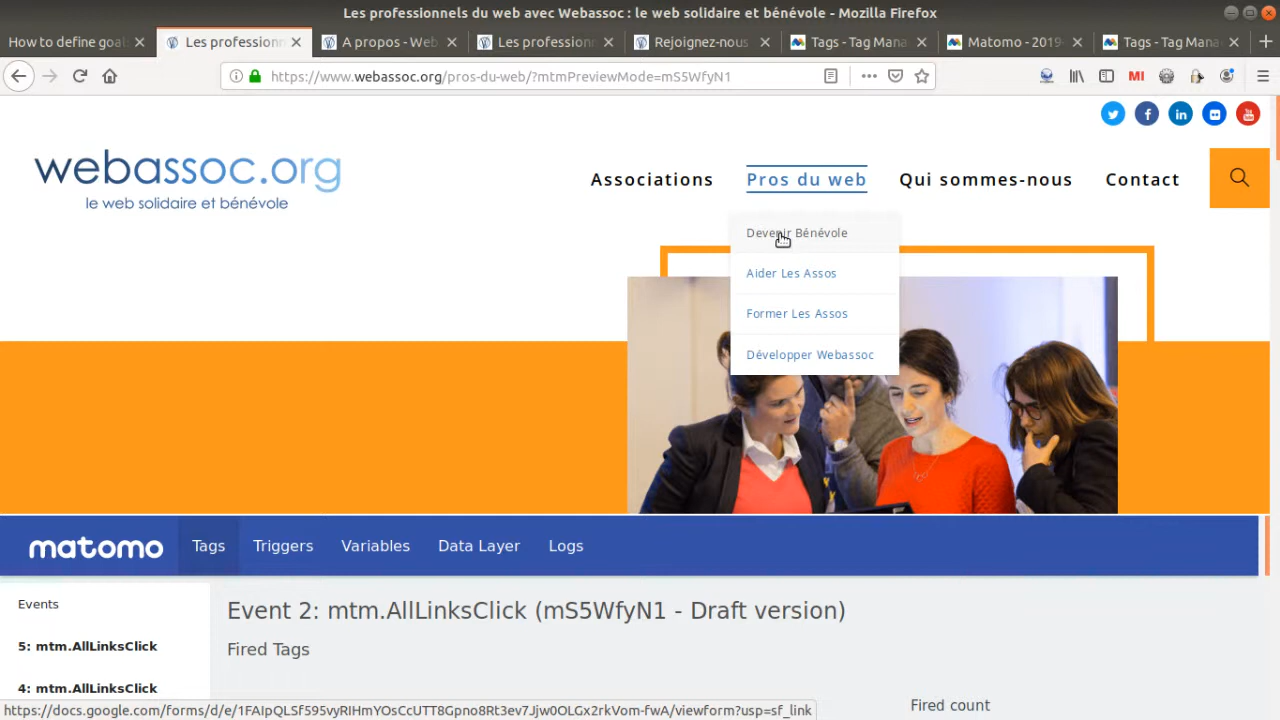 Les professionnels du web avec Webassoc : le web solidaire et bénévole - Mozilla Firefox
How to define goal
Les profession
A propos - Web
Les profession
Rejoignez-nous
Tags - Tag Mana
Matomo - 2019-
Tags - Tag Mana
https://www.webassoc.org/pros-du-web/?mtmPreviewMode=mS5WfyN1
MI
webassoc.org
le web solidaire et bénévole
Associations
Pros du web
Qui sommes-nous
Contact
Devenir Bénévole
Aider Les Assos
Former Les Assos
Développer Webassoc
matomo
Tags
Triggers
Variables
Data Layer
Logs
Events
Event 2: mtm.AllLinksClick (mS5WfyN1 - Draft version)
5: mtm.AllLinksClick
Fired Tags
4: mtm.AllLinksClick
Fired count
https://docs.google.com/forms/d/e/1FAIpQLSf595vyRIHmYOsCcUTT8Gpno8Rt3ev7Jjw0OLGx2rkVom-fwA/viewform?usp=sf_link